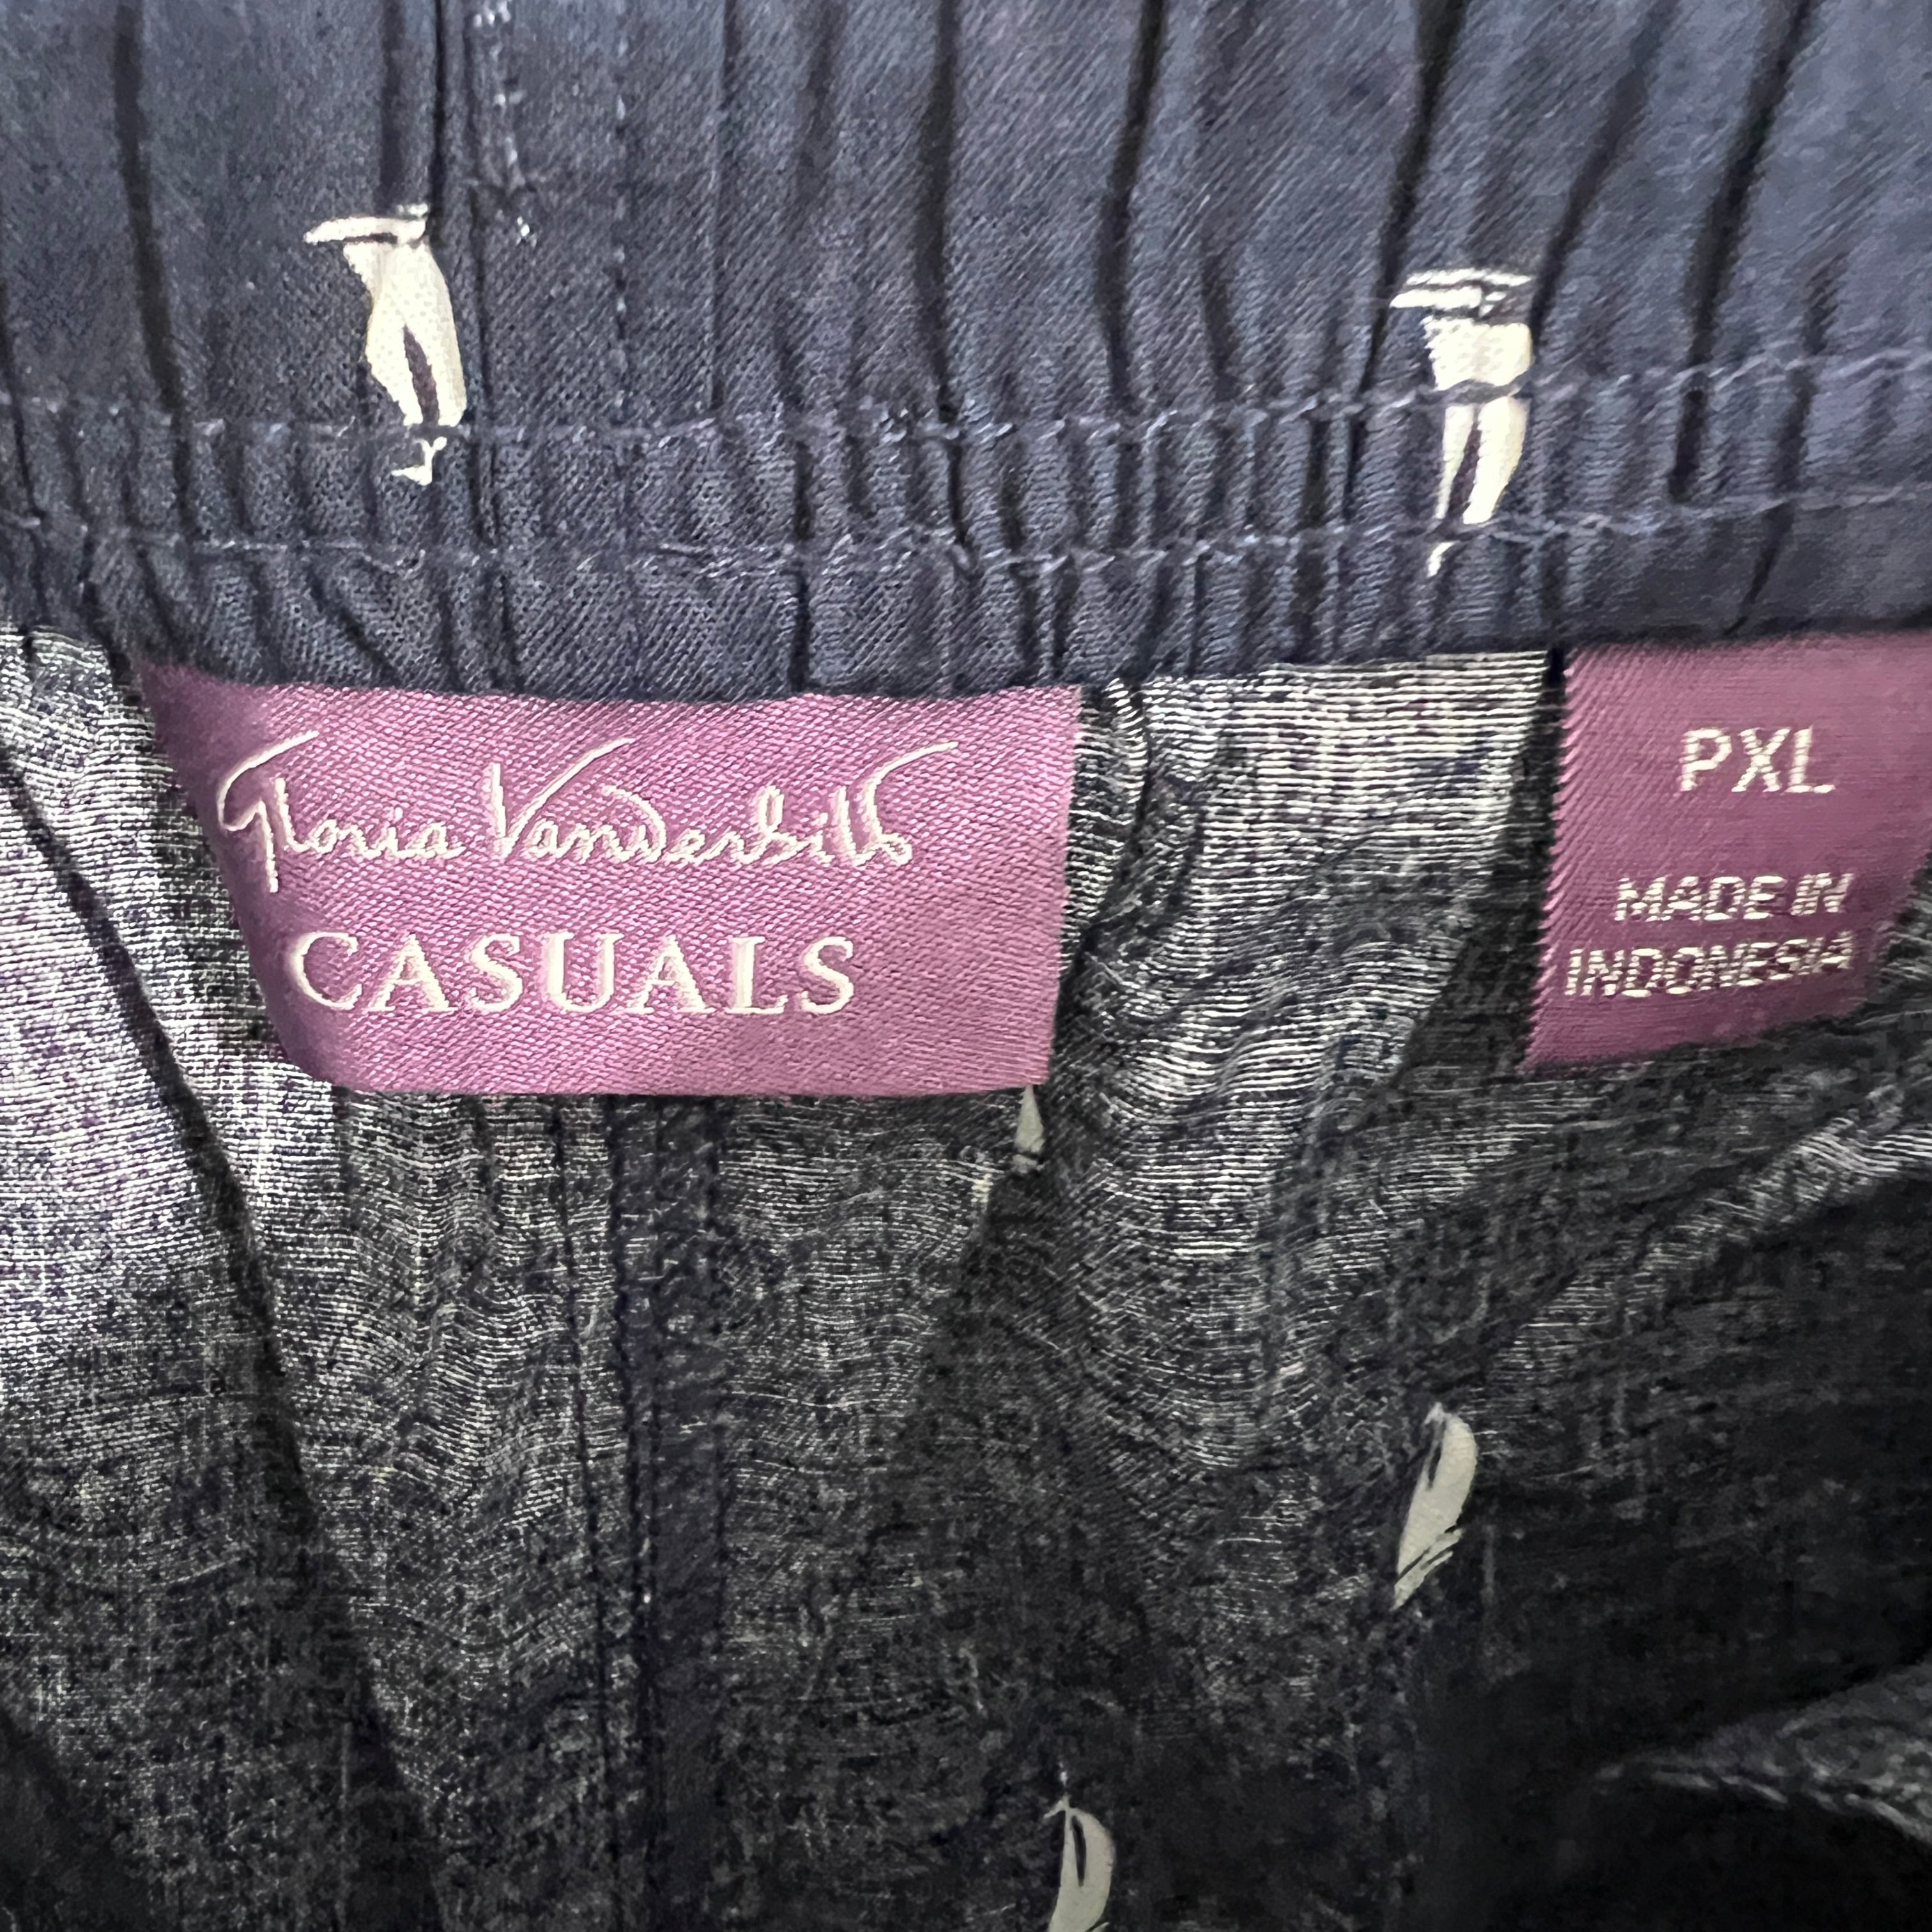 Gloria Vanderbilt
CASUALS
PXL
MADE IN
INDONESIA